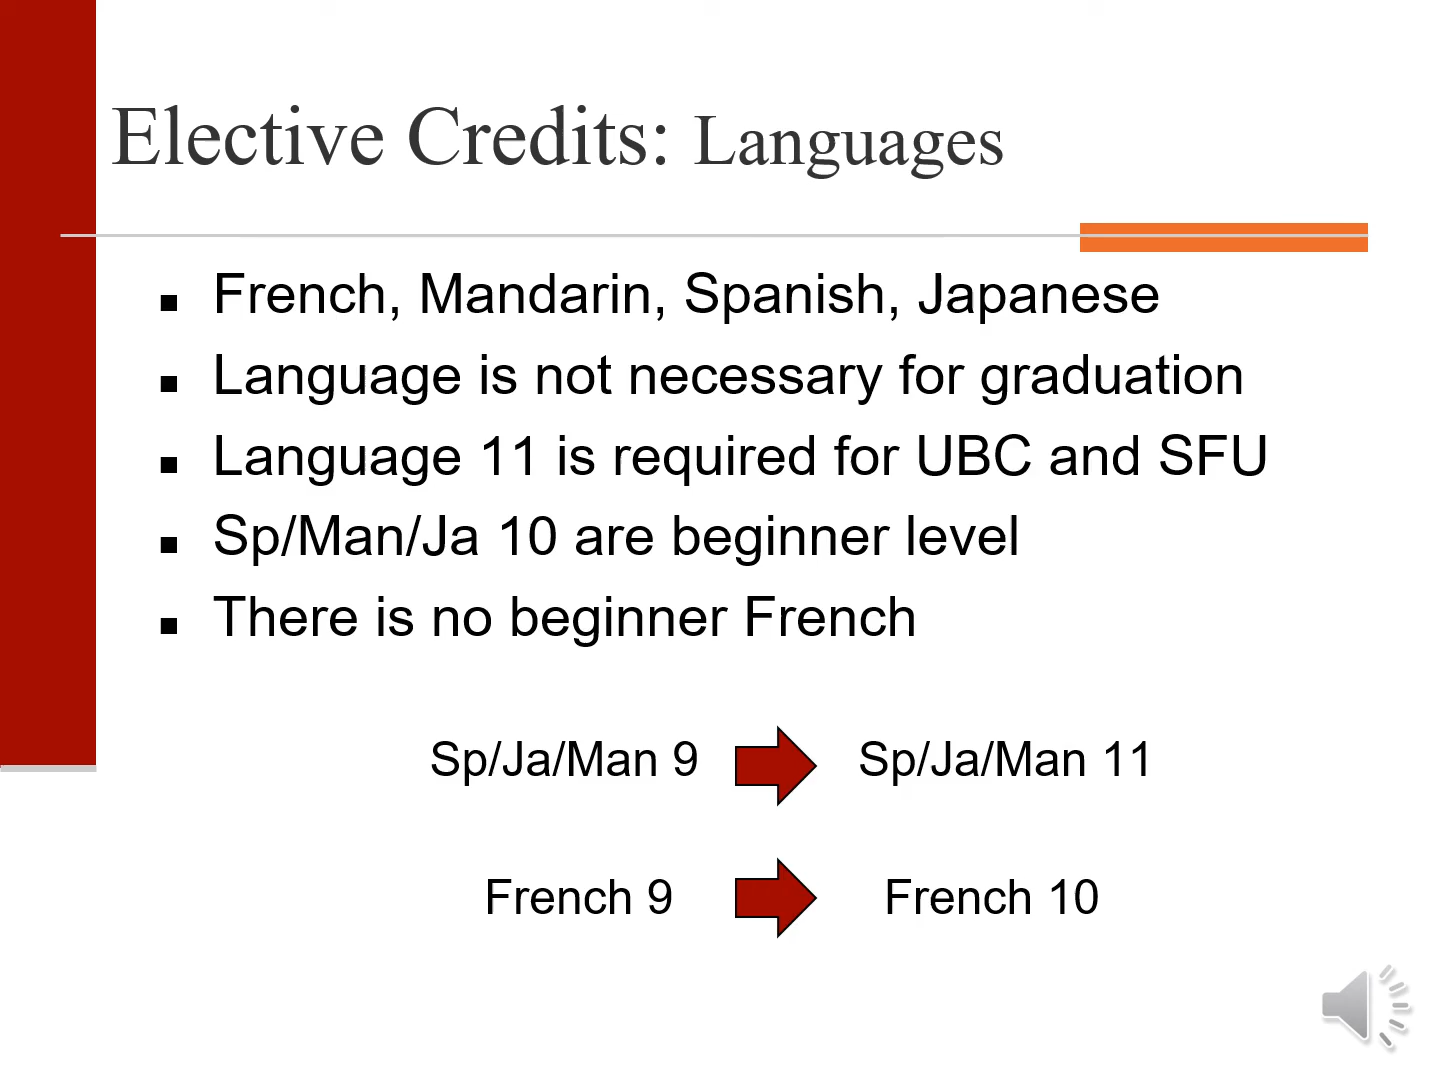 Elective Credits: Languages
French, Mandarin, Spanish, Japanese
Language is not necessary for graduation
Language 11 is required for UBC and SFU
Sp/Man/Ja 10 are beginner level
There is no beginner French
Sp/Ja/Man 9 Sp/Ja/Man 11
French 9 French 10